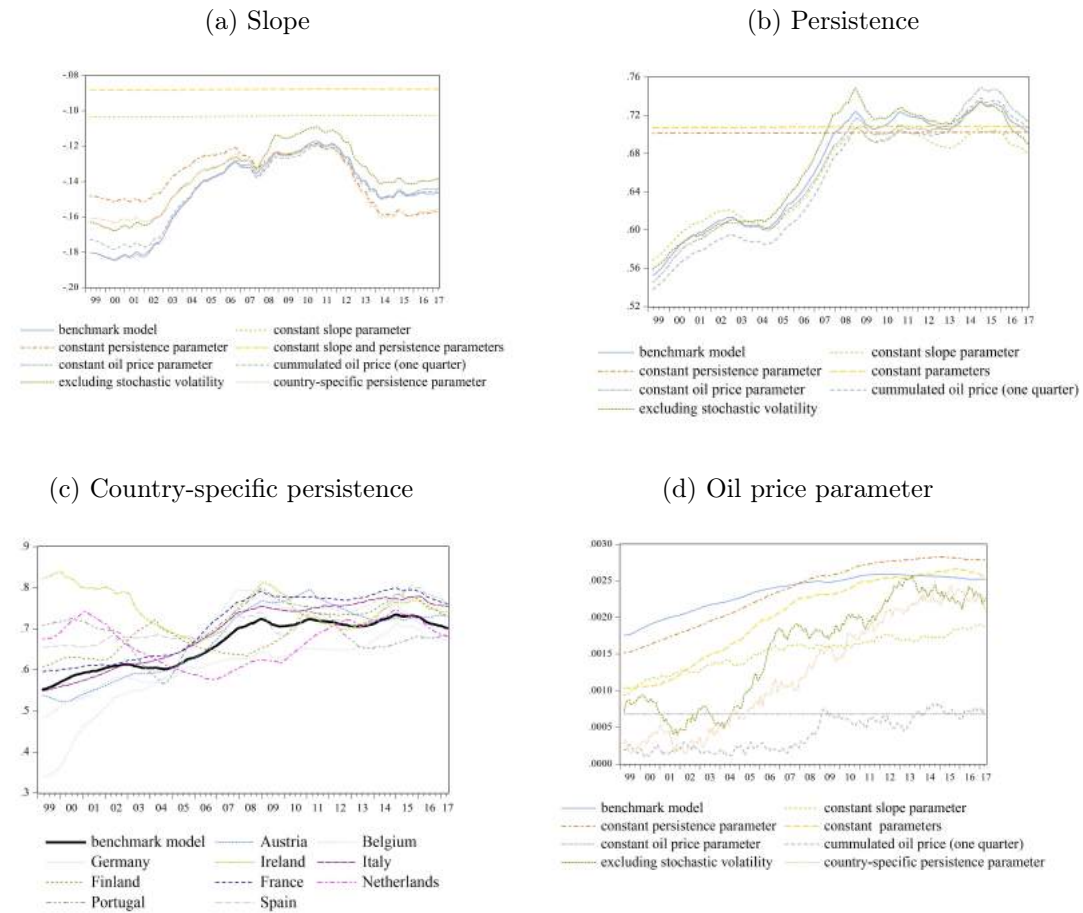 (a) Slope
(b) Persistence
-.08
-.10
-.12
-.14
-.16
-.18
-.20
99 00 01 02 03 04 05 06 07 08 09 10 11 12 13 14 15 16 17
benchmark model
constant slope parameter
constant persistence parameter
constant slope and persistence parameters
constant oil price parameter
cummulated oil price (one quarter)
excluding stochastic volatility
country-specific persistence parameter
.76
.72
.68
.64
.60
.56
.52
99 00 01 02 03 04 05 06 07 08 09 10 11 12 13 14 15 16 17
benchmark model
constant slope parameter
constant persistence parameter
constant parameters
constant oil price parameter
cummulated oil price (one quarter)
excluding stochastic volatility
(c) Country-specific persistence
(d) Oil price parameter
.9
.8
.7
.6
.5
.4
.3
99 00 01 02 03 04 05 06 07 08 09 10 11 12 13 14 15 16 17
benchmark model
Austria
Belgium
Germany
Ireland
Italy
Finland
France
Netherlands
Portugal
Spain
.0030
.0025
.0020
.0015
.0010
.0005
.0000
99 00 01 02 03 04 05 06 07 08 09 10 11 12 13 14 15 16 17
benchmark model
constant slope parameter
constant persistence parameter
constant parameters
constant oil price parameter
cummulated oil price (one quarter)
excluding stochastic volatility
country-specific persistence parameter